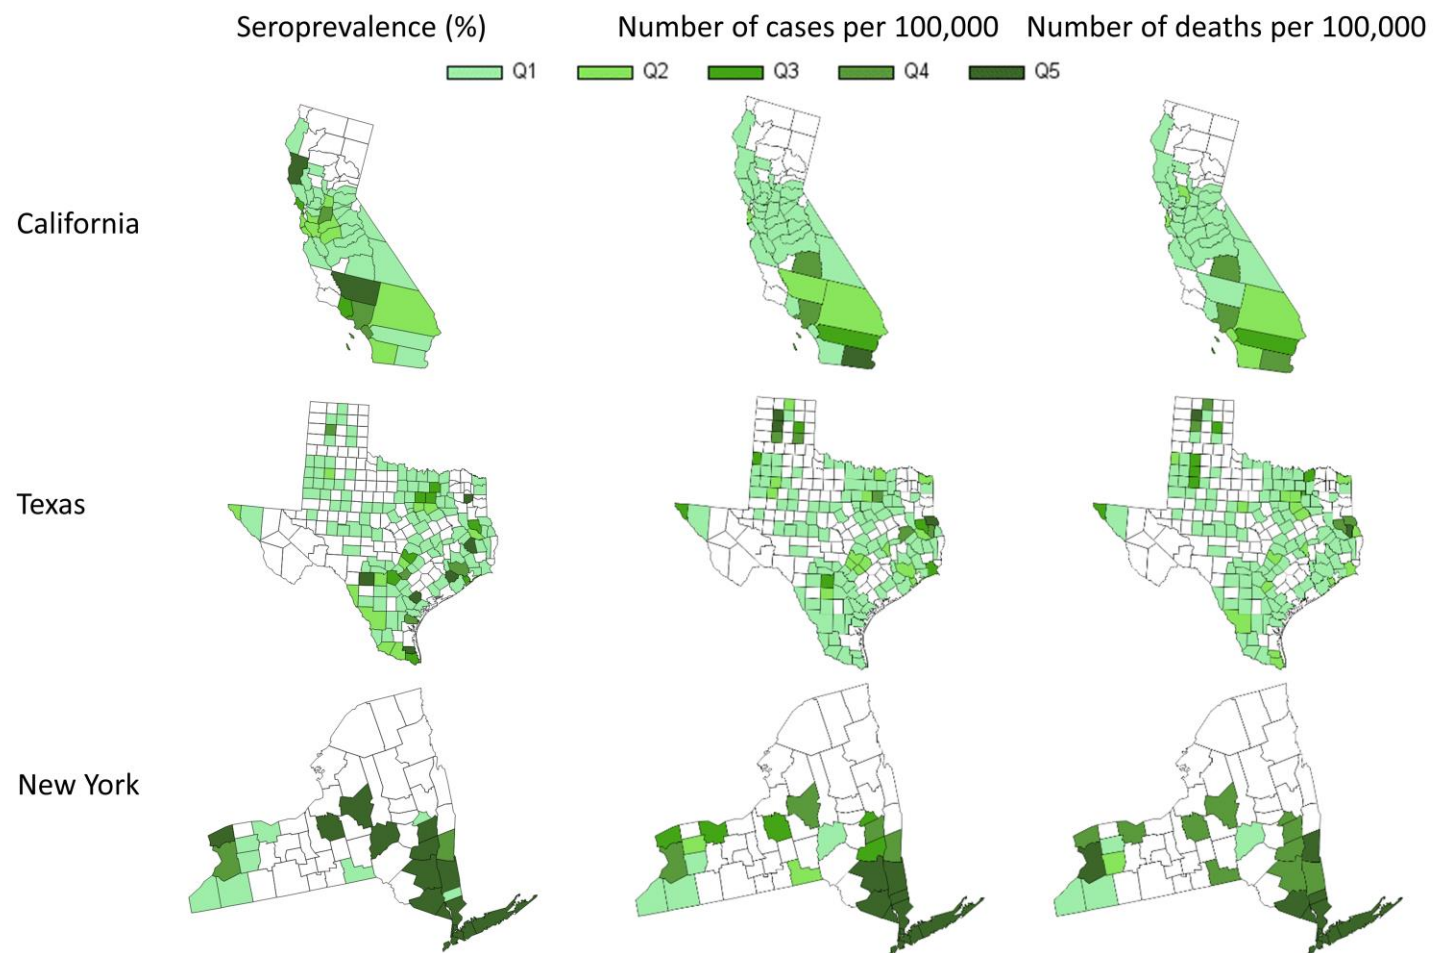 Seroprevalence (%) Number of cases per 100,000 Number of deaths per 100,000
Q1 Q2 Q3 Q4 Q5
California
Texas
New York